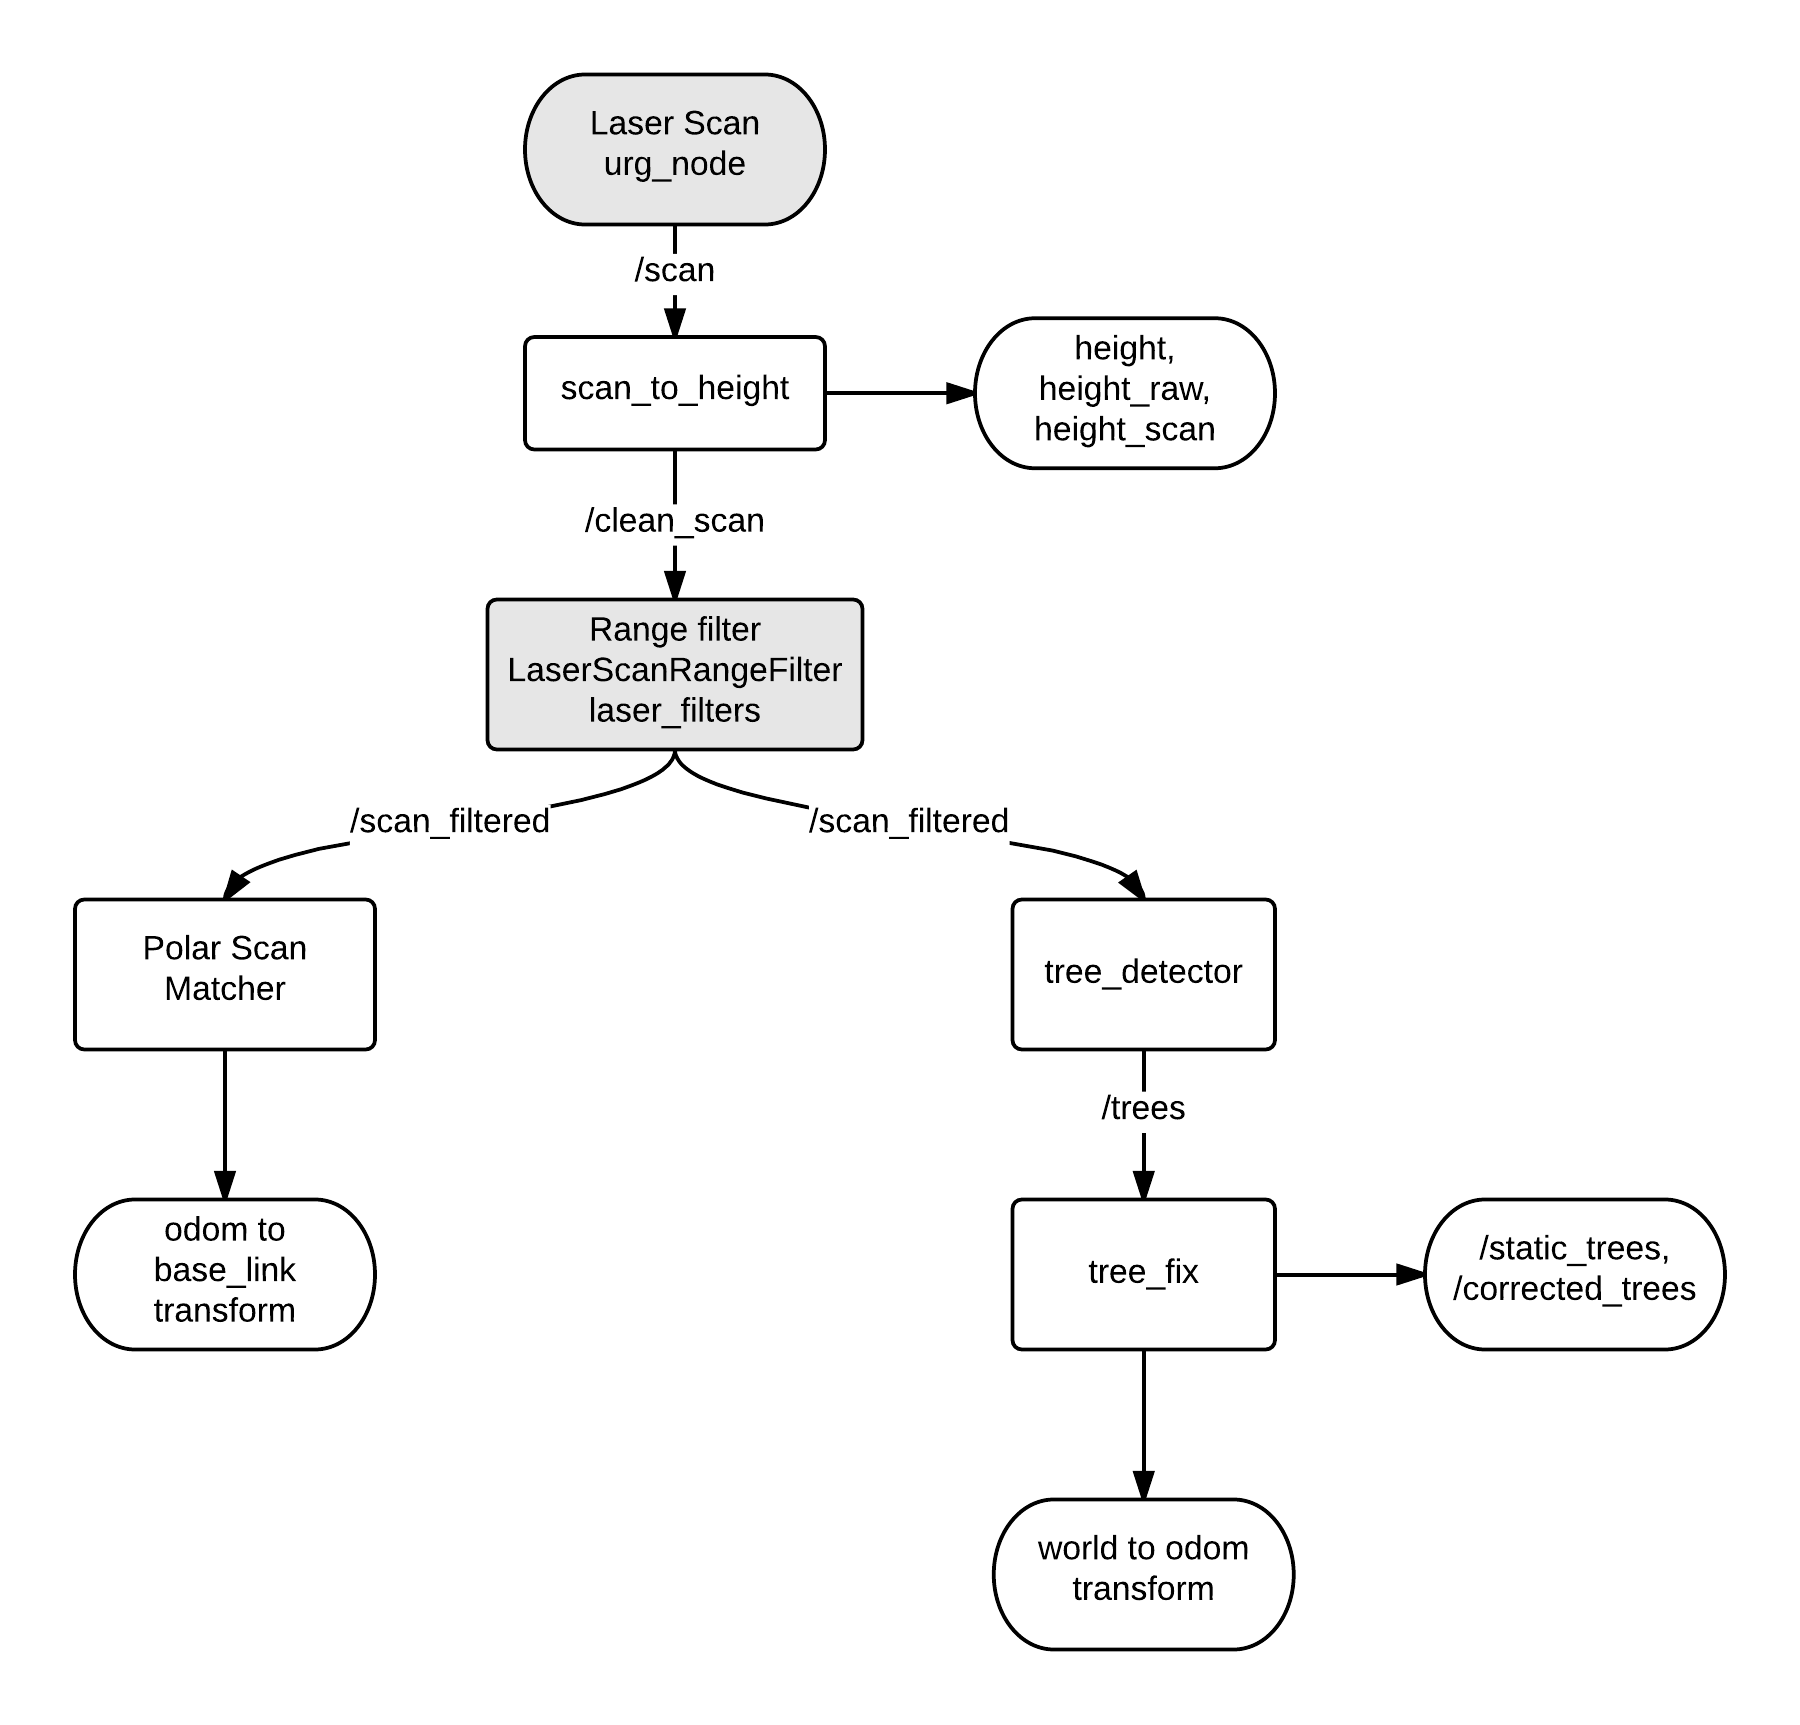 Laser Scan
urg_node
/scan
scan_to_height
height,
height_raw,
height_scan
/clean_scan
Range filter
LaserScanRangeFilter
laser_filters
/scan_filtered
/scan_filtered
Polar Scan
Matcher
tree_detector
/trees
odom to
base_link
transform
tree_fix
/static_trees,
/corrected_trees
world to odom
transform